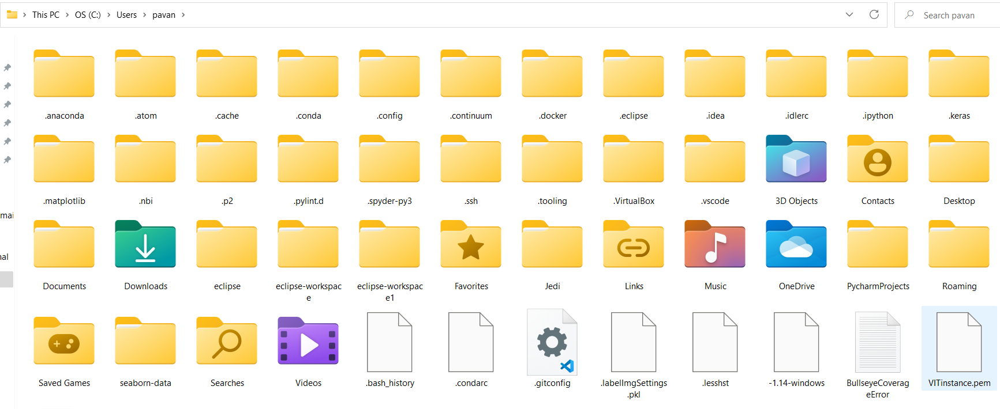 This PC > OS (C:) > Users > pavan >
Search pavan
.anaconda
.atom
.cache
.conda
.config
.continuum
.docker
.eclipse
.idea
.idlerc
.ipython
.keras
.matplotlib
.nbi
.p2
.pylint.d
.spyder-py3
.ssh
.tooling
.VirtualBox
.vscode
3D Objects
Contacts
Desktop
mai
Documents
Downloads
eclipse
eclipse-workspac
e
eclipse-workspac
e1
Favorites
Jedi
Links
Music
OneDrive
PycharmProjects
Roaming
nal
Saved Games
seaborn-data
Searches
Videos
.bash_history
.condarc
.gitconfig
.labelImgSettings
.pkl
.lesshst
-1.14-windows
BullseyeCoverag
eError
VITinstance.pem